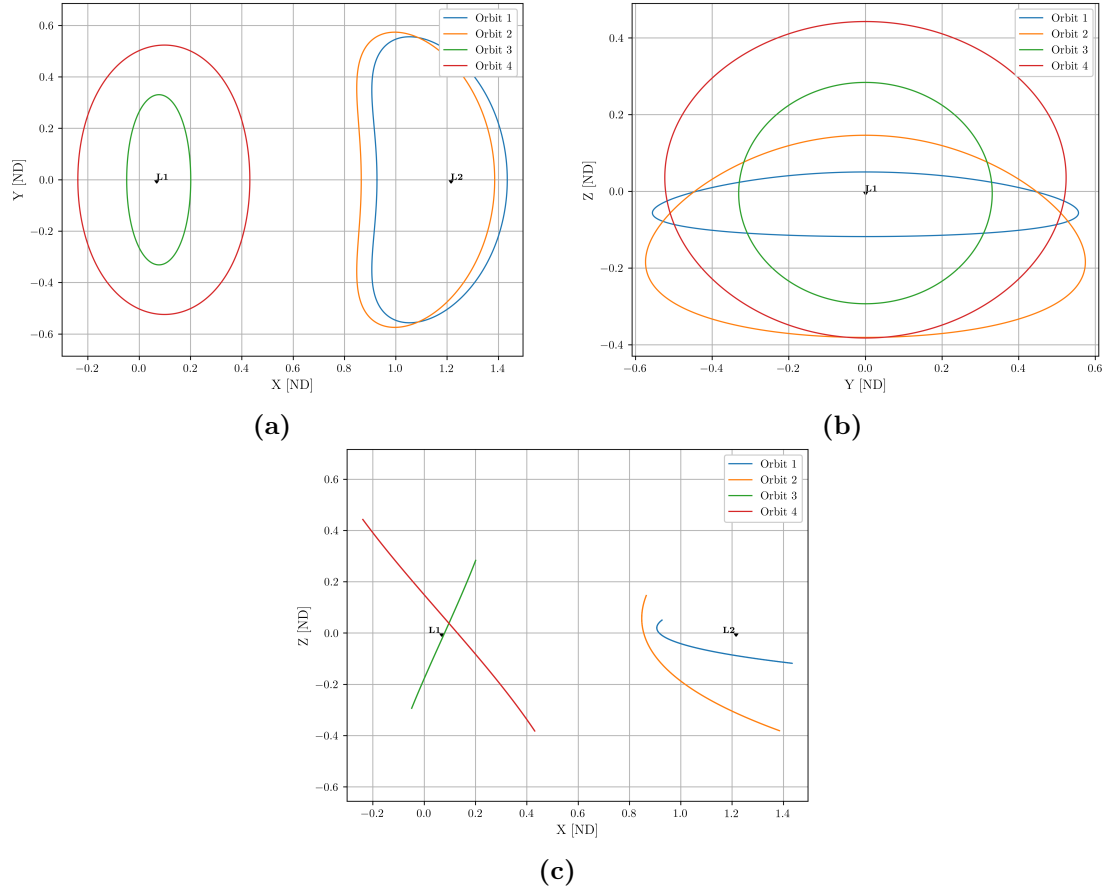 0.6
0.4
0.2
0.0
−0.2
−0.4
−0.6
Y [ND]
L1
L2
Orbit 1
Orbit 2
Orbit 3
Orbit 4
−0.2 0.0 0.2 0.4 0.6 0.8 1.0 1.2 1.4
X [ND]
(a)
0.4
0.2
0.0
−0.2
−0.4
Z [ND]
L1
Orbit 1
Orbit 2
Orbit 3
Orbit 4
−0.6 −0.4 −0.2 0.0 0.2 0.4 0.6
Y [ND]
(b)
0.6
0.4
0.2
0.0
−0.2
−0.4
−0.6
Z [ND]
L1
L2
Orbit 1
Orbit 2
Orbit 3
Orbit 4
−0.2 0.0 0.2 0.4 0.6 0.8 1.0 1.2 1.4
X [ND]
(c)